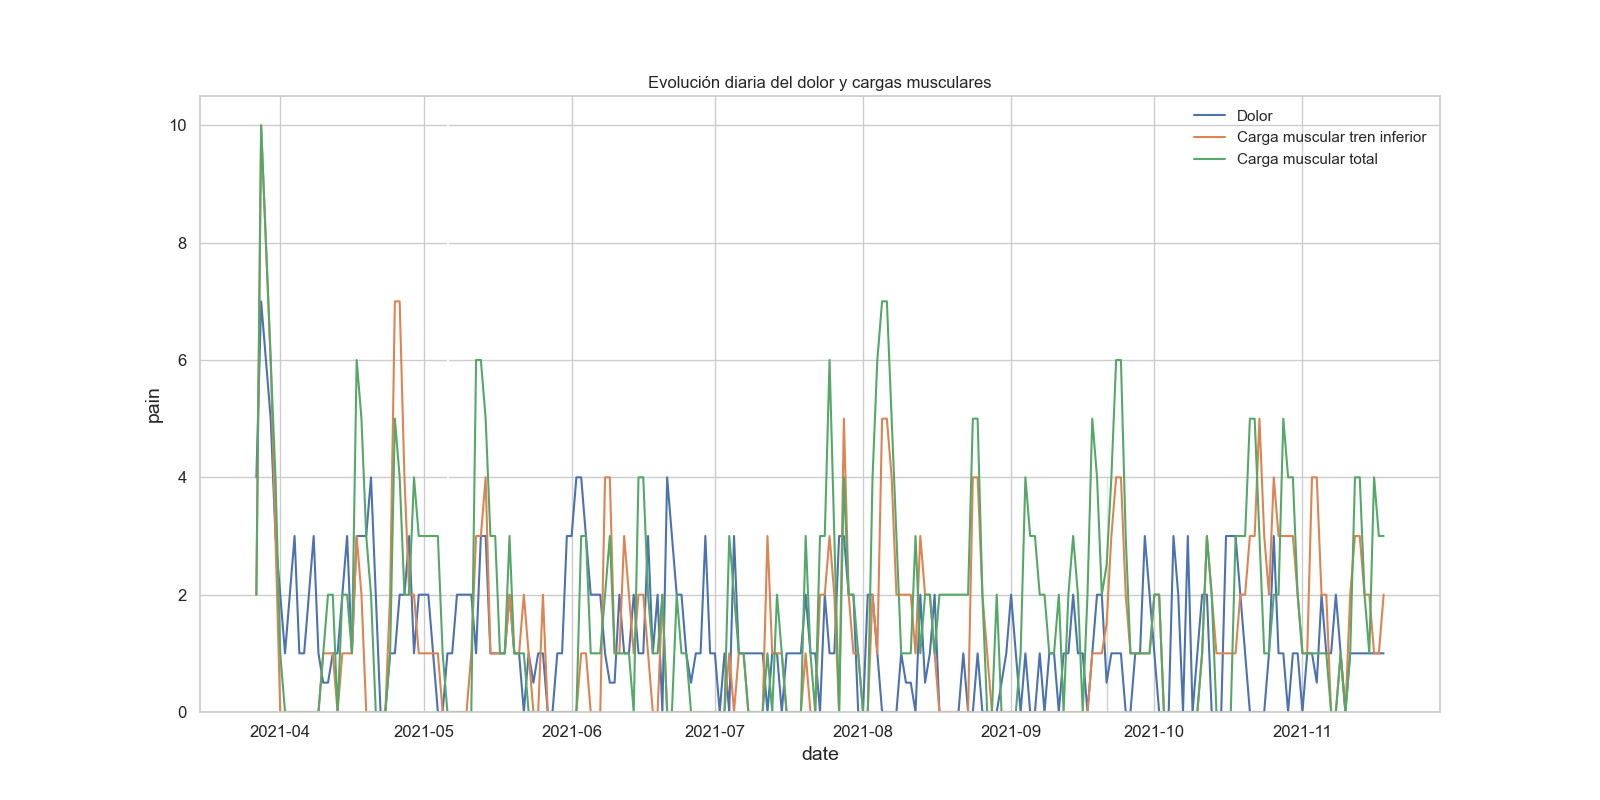 Evolución diaria del dolor y cargas musculares
Dolor
Carga muscular tren inferior
Carga muscular total
pain
10
8
6
4
2
0
2021-04
2021-05
2021-06
2021-07
2021-08
2021-09
2021-10
2021-11
date